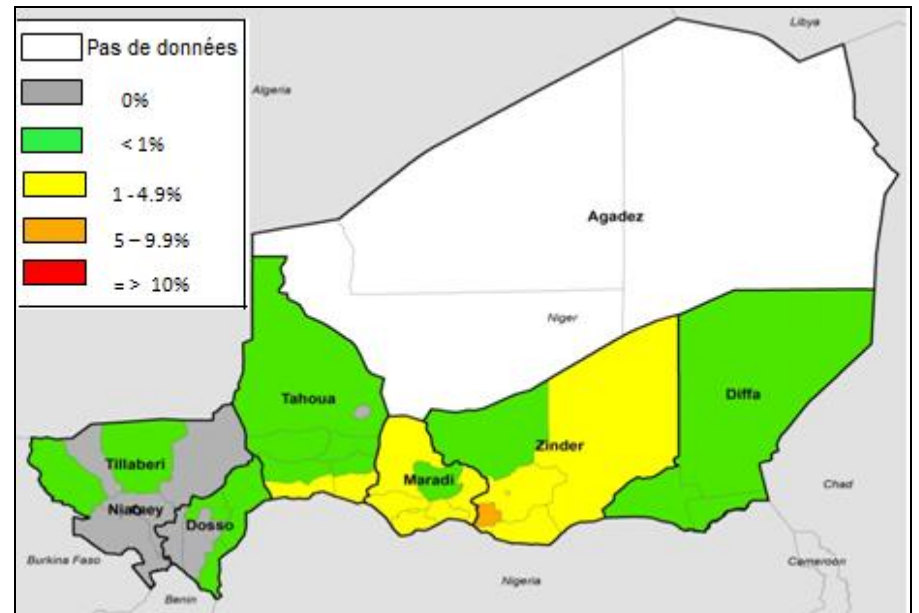 Pas de données
0%
< 1%
1 - 4.9%
5 – 9.9%
= > 10%
Libya
Algeria
Agadez
Niger
Tahoua
Diffa
Zinder
Tillaberi
Maradi
Niamey
Dosso
Chad
Burkina Faso
Cameroon
Nigeria
Benin